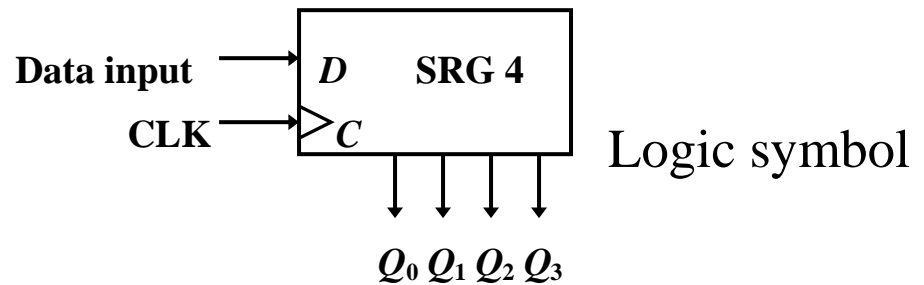 Data input D SRG 4
CLK C
Logic symbol
Q₀ Q₁ Q₂ Q₃